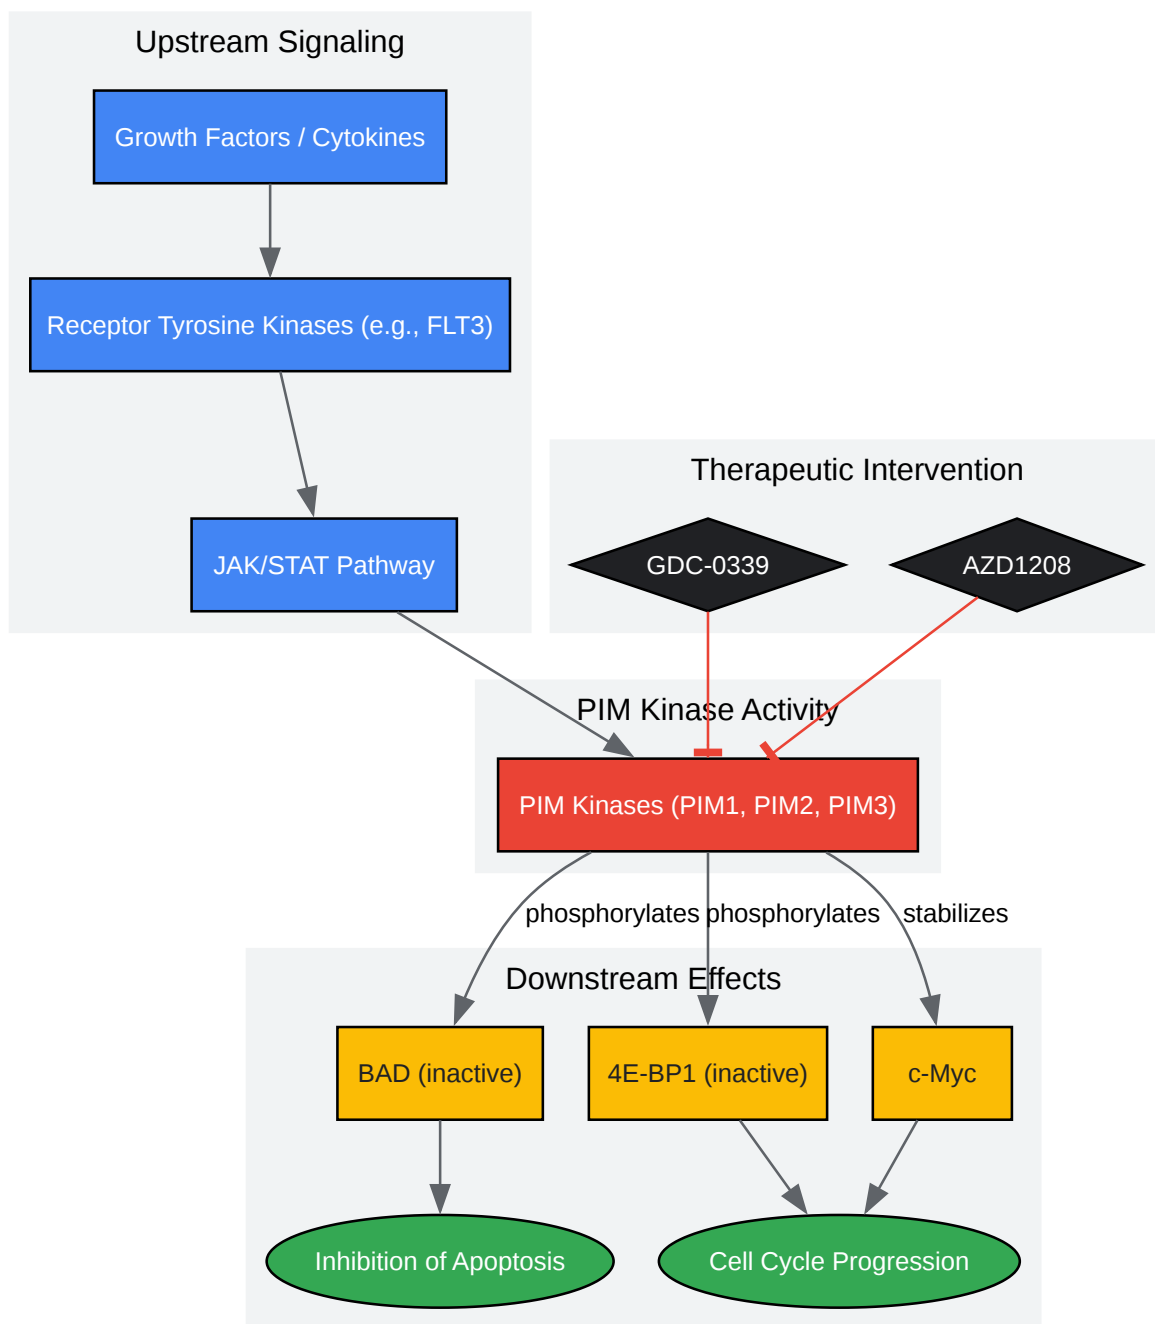 Upstream Signaling
Growth Factors / Cytokines
Receptor Tyrosine Kinases (e.g., FLT3)
Therapeutic Intervention
JAK/STAT Pathway
GDC-0339
AZD1208
PIM Kinase Activity
PIM Kinases (PIM1, PIM2, PIM3)
phosphorylates
phosphorylates
stabilizes
Downstream Effects
BAD (inactive)
4E-BP1 (inactive)
c-Myc
Inhibition of Apoptosis
Cell Cycle Progression